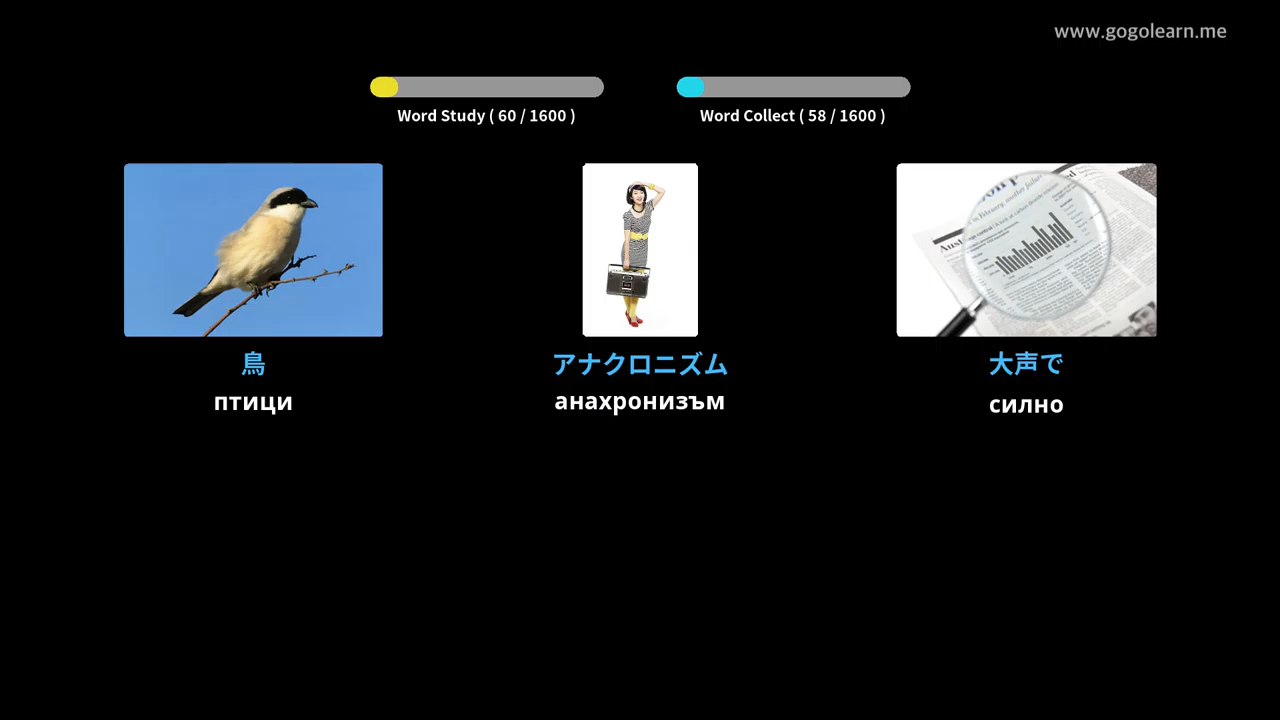 www.gogolearn.me
Word Study ( 60 / 1600 )
Word Collect ( 58 / 1600 )
鳥
птици
アナクロニズム
анахронизъм
大声で
силно